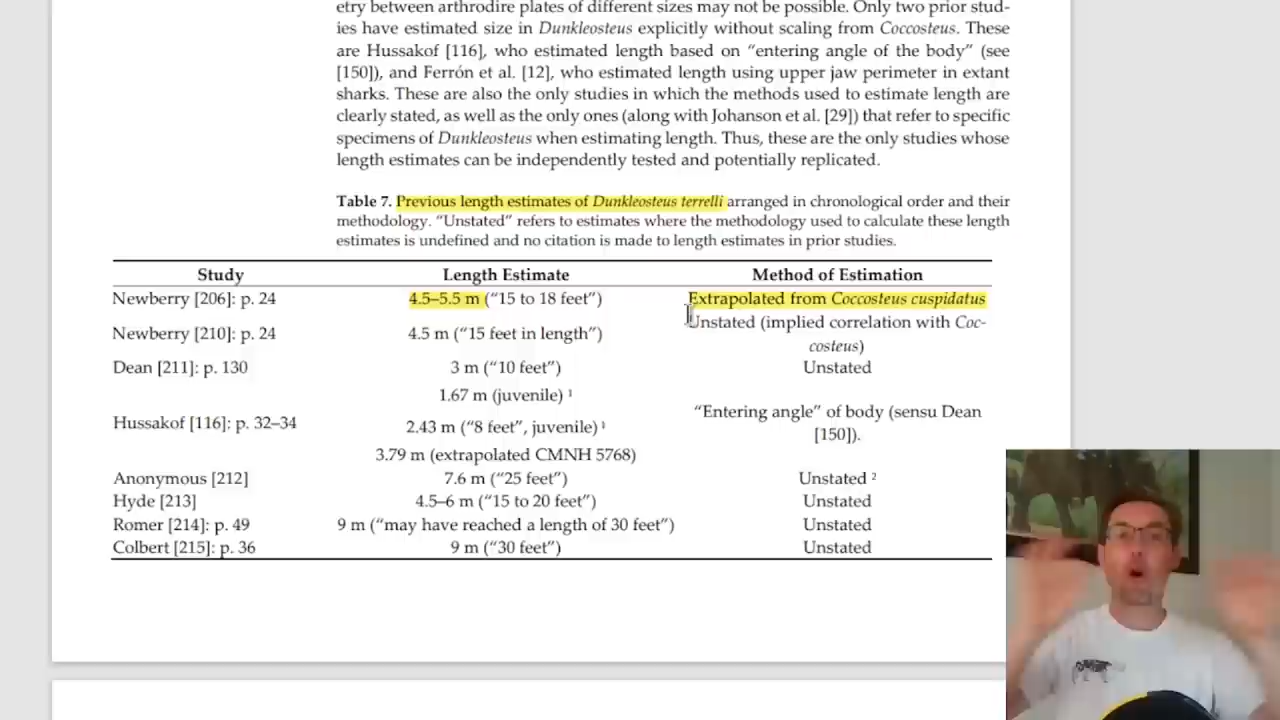 etry between arthrodire plates of different sizes may not be possible. Only two prior stud-
ies have estimated size in Dunkleosteus explicitly without scaling from Coccosteus. These
are Hussakof [116], who estimated length based on “entering angle of the body” (see
[150]), and Ferrón et al. [12], who estimated length using upper jaw perimeter in extant
sharks. These are also the only studies in which the methods used to estimate length are
clearly stated, as well as the only ones (along with Johanson et al. [29]) that refer to specific
specimens of Dunkleosteus when estimating length. Thus, these are the only studies whose
length estimates can be independently tested and potentially replicated.
Table 7. Previous length estimates of Dunkleosteus terrelli arranged in chronological order and their
methodology. “Unstated” refers to estimates where the methodology used to calculate these length
estimates is undefined and no citation is made to length estimates in prior studies.
Study Length Estimate Method of Estimation
Newberry [206]: p. 24 4.5–5.5 m (“15 to 18 feet”) Extrapolated from Coccosteus cuspidatus
Newberry [210]: p. 24 4.5 m (“15 feet in length”) Unstated (implied correlation with Coc-
costeus)
Dean [211]: p. 130 3 m (“10 feet”) Unstated
Hussakof [116]: p. 32–34 1.67 m (juvenile) ¹
2.43 m (“8 feet”, juvenile) ¹
3.79 m (extrapolated CMNH 5768)
“Entering angle” of body (sensu Dean
[150]).
Anonymous [212] 7.6 m (“25 feet”) Unstated ²
Hyde [213] 4.5–6 m (“15 to 20 feet”) Unstated
Romer [214]: p. 49 9 m (“may have reached a length of 30 feet”) Unstated
Colbert [215]: p. 36 9 m (“30 feet”) Unstated